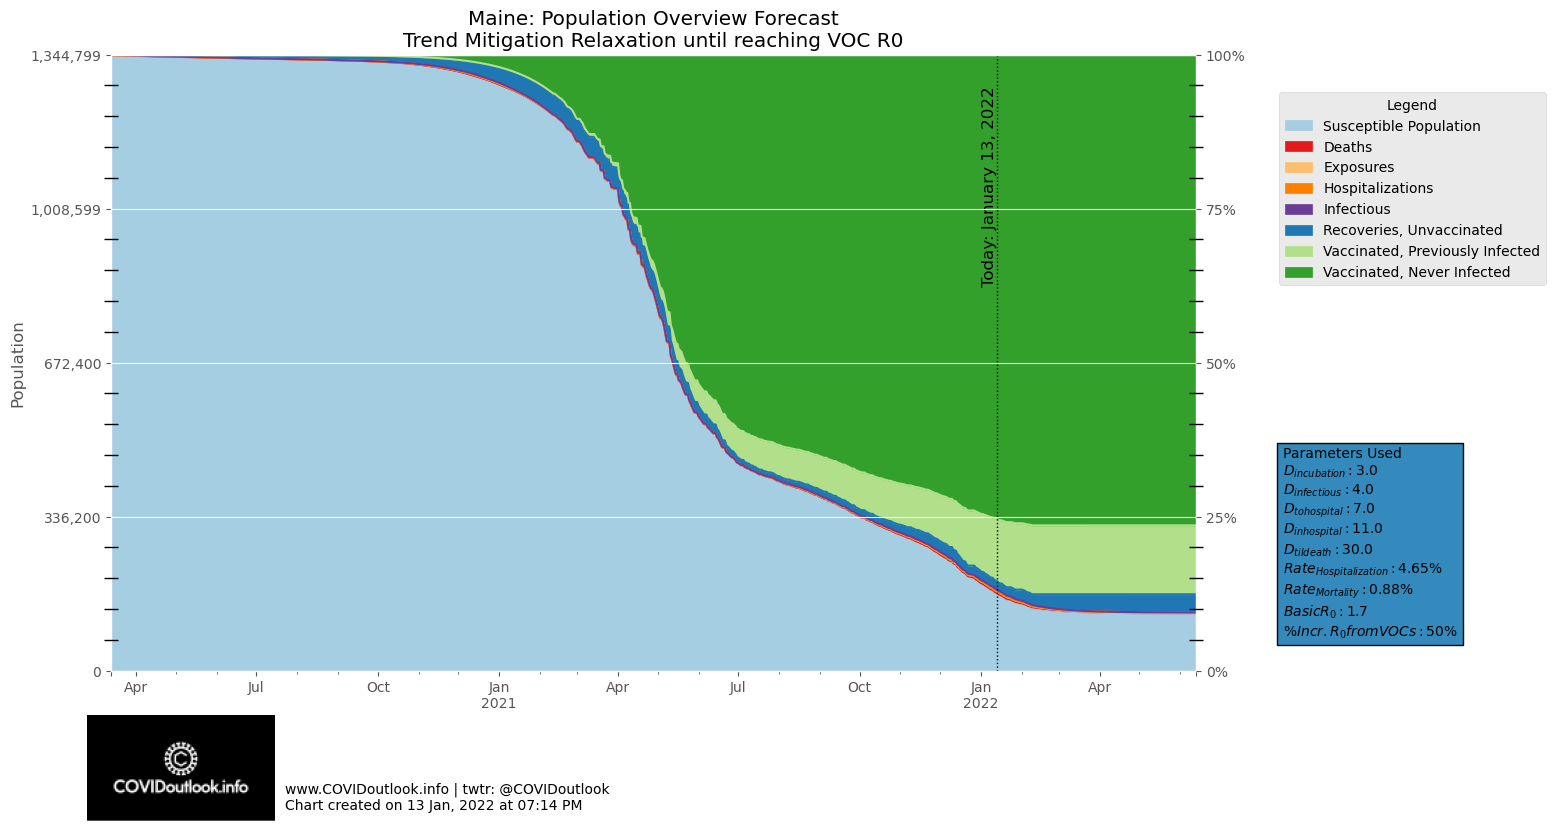 Maine: Population Overview Forecast
Trend Mitigation Relaxation until reaching VOC R0
1,344,799
1,008,599
672,400
336,200
0
Population
100%
75%
50%
25%
0%
Today: January 13, 2022
Apr
Jul
Oct
Jan
2021
Apr
Jul
Oct
Jan
2022
Apr
Legend
Susceptible Population
Deaths
Exposures
Hospitalizations
Infectious
Recoveries, Unvaccinated
Vaccinated, Previously Infected
Vaccinated, Never Infected
Parameters Used
D_incubation : 3.0
D_infectious : 4.0
D_tohospital : 7.0
D_inhospital : 11.0
D_tildeath : 30.0
Rate_Hospitalization : 4.65%
Rate_Mortality : 0.88%
BasicR_0 : 1.7
%Incr. R_0 fromVOCs : 50%
COVIDoutlook.info
www.COVIDoutlook.info | twtr: @COVIDoutlook
Chart created on 13 Jan, 2022 at 07:14 PM